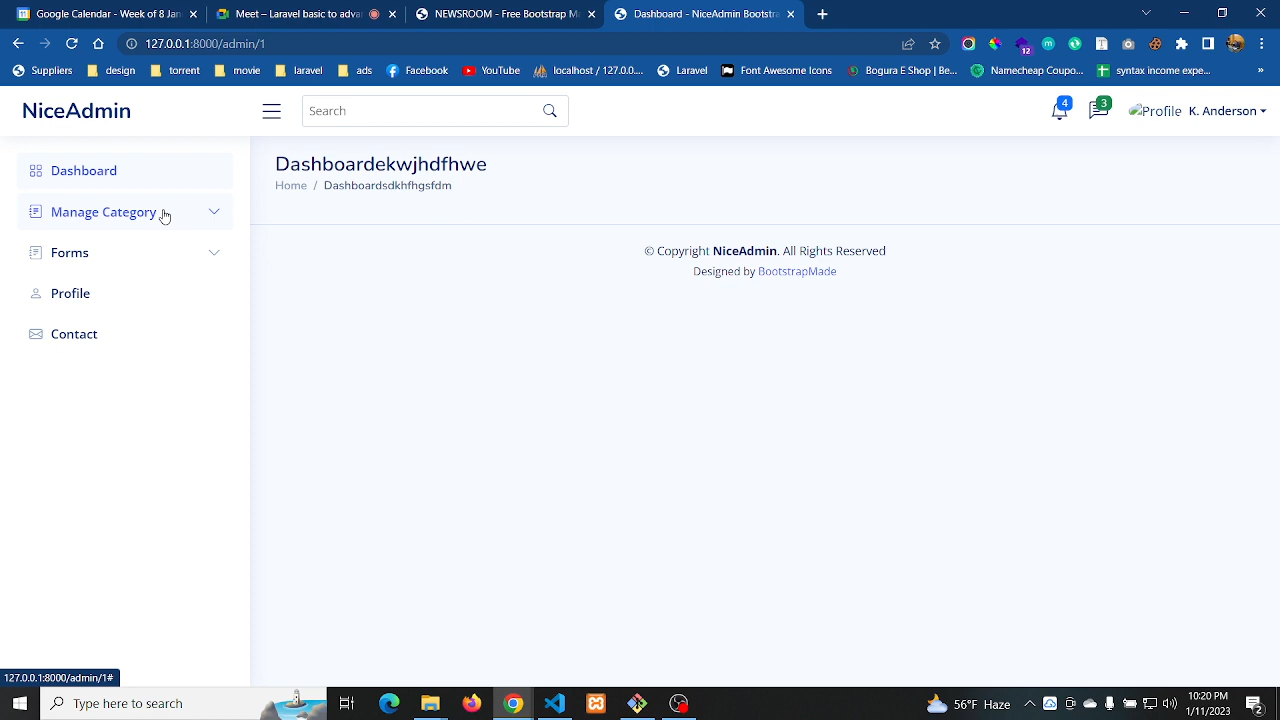 Google Calendar - Week of 8 Jan
Meet – Laravel basic to adva
NEWSROOM - Free Bootstrap M
Dashboard - NiceAdmin Bootstra
127.0.0.1:8000/admin/1
Suppliers
design
torrent
movie
laravel
ads
Facebook
YouTube
localhost / 127.0....
Laravel
Font Awesome Icons
Bogura E Shop | Be...
Namecheap Coupo...
syntax income expe...
»
12
NiceAdmin
Search
4
3
Profile
K. Anderson
Dashboard
Manage Category
Forms
Profile
Contact
Dashboardekwjhdfhwe
Home / Dashboardsdkhfhgsfdm
© Copyright NiceAdmin. All Rights Reserved
Designed by BootstrapMade
127.0.0.1:8000/admin/1#
Type here to search
56°F Haze
10:20 PM
1/11/2023
2